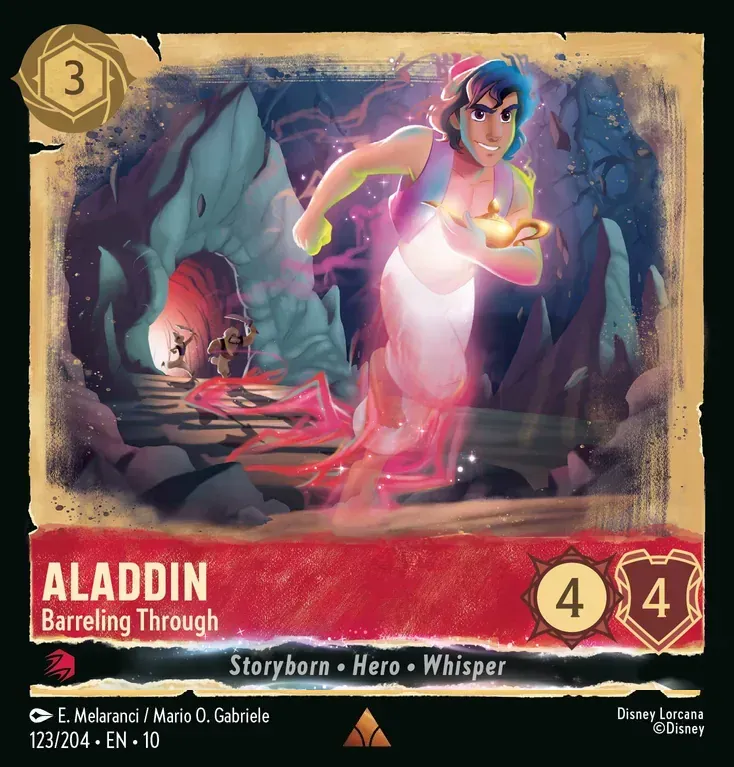 3
ALADDIN
Barreling Through
4 4
Storyborn • Hero • Whisper
E. Melaranci / Mario O. Gabriele
123/204 • EN • 10
Disney Lorcana
©Disney